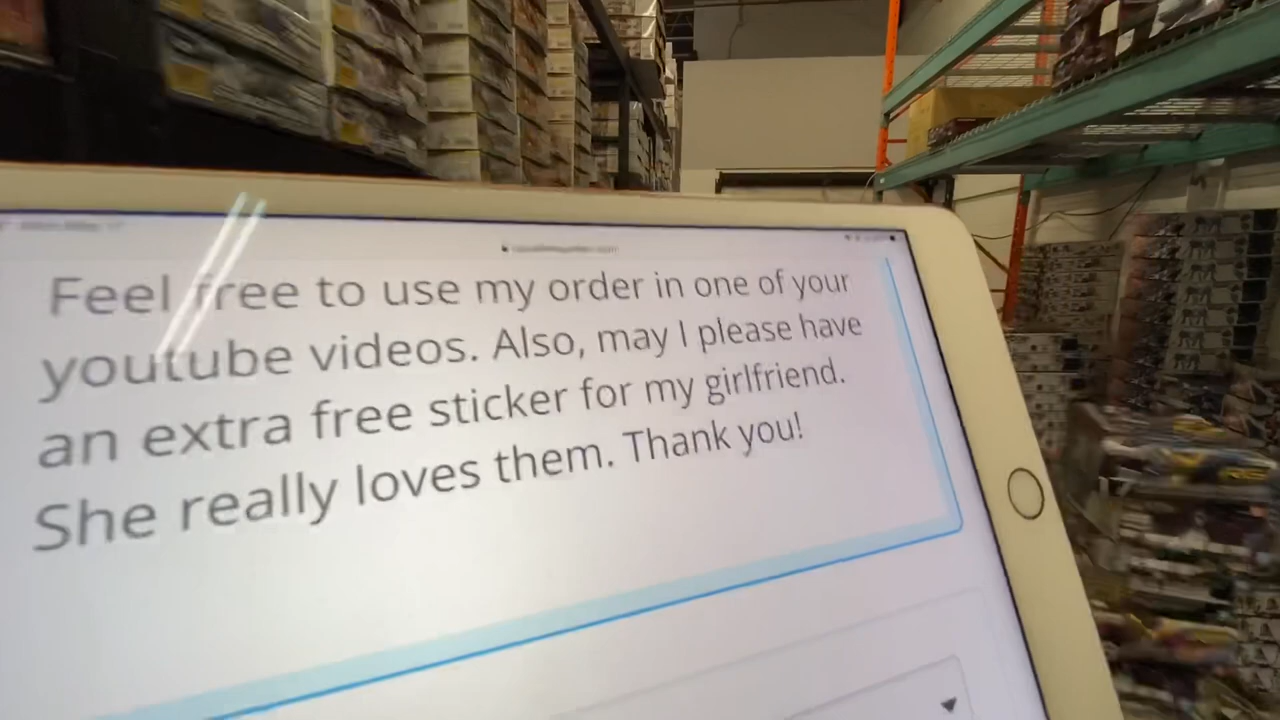 Feel free to use my order in one of your
youtube videos. Also, may I please have
an extra free sticker for my girlfriend.
She really loves them. Thank you!